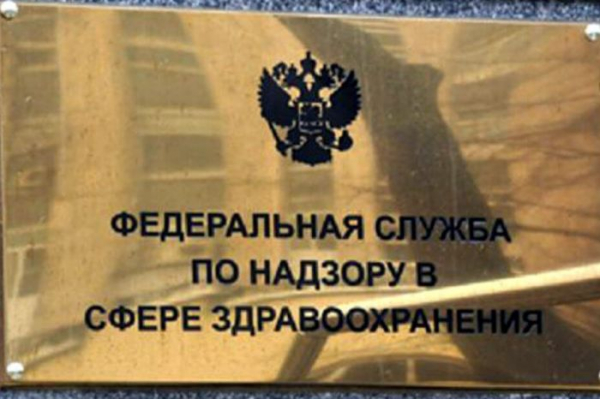 ФЕДЕРАЛЬНАЯ СЛУЖБА
ПО НАДЗОРУ В
СФЕРЕ ЗДРАВООХРАНЕНИЯ